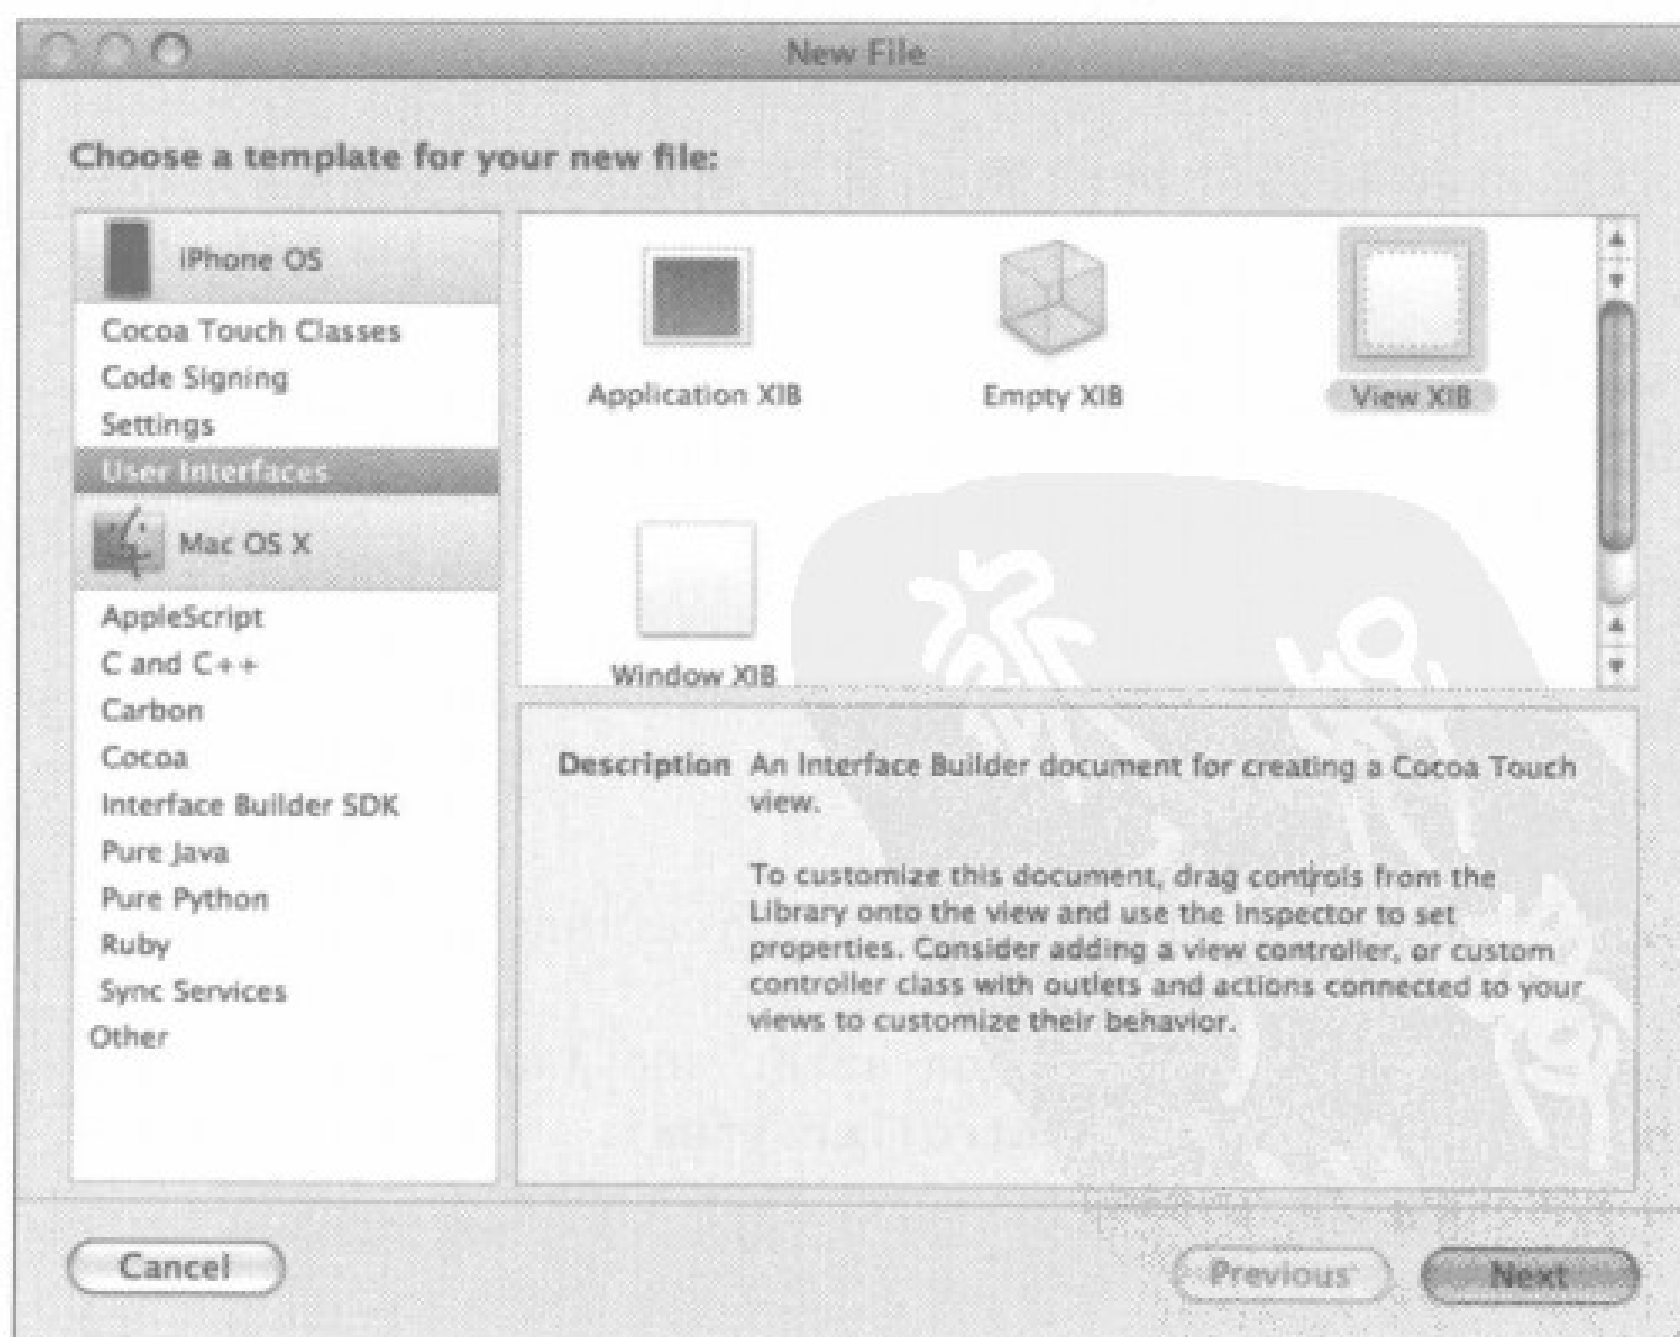 New File
Choose a template for your new file:
iPhone OS
Cocoa Touch Classes
Code Signing
Settings
User Interfaces
Mac OS X
AppleScript
C and C++
Carbon
Cocoa
Interface Builder SDK
Pure Java
Pure Python
Ruby
Sync Services
Other
Application XIB
Empty XIB
View XIB
Window XIB
Description An Interface Builder document for creating a Cocoa Touch
view.
To customize this document, drag controls from the
Library onto the view and use the Inspector to set
properties. Consider adding a view controller, or custom
controller class with outlets and actions connected to your
views to customize their behavior.
Cancel
Previous
Next